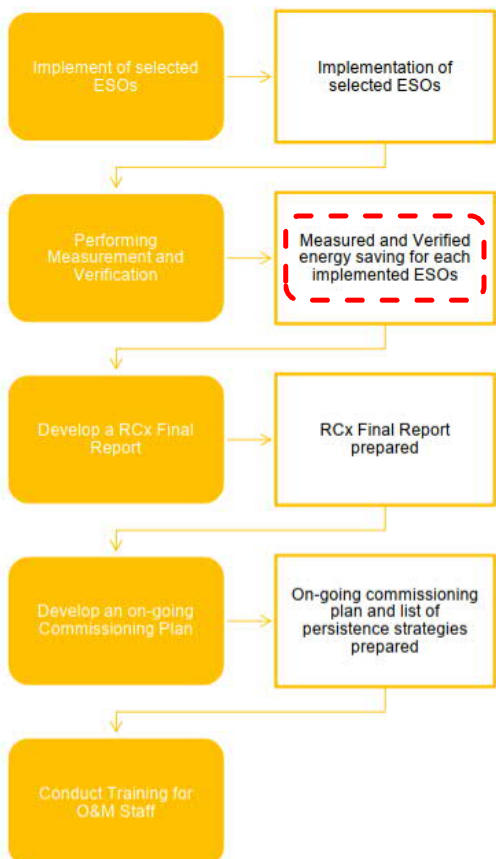 Implement of selected
ESOs
Implementation of
selected ESOs
Performing
Measurement and
Verification
Measured and Verified
energy saving for each
implemented ESOs
Develop a RCx Final
Report
RCx Final Report
prepared
Develop an on-going
Commissioning Plan
On-going commissioning
plan and list of
persistence strategies
prepared
Conduct Training for
O&M Staff